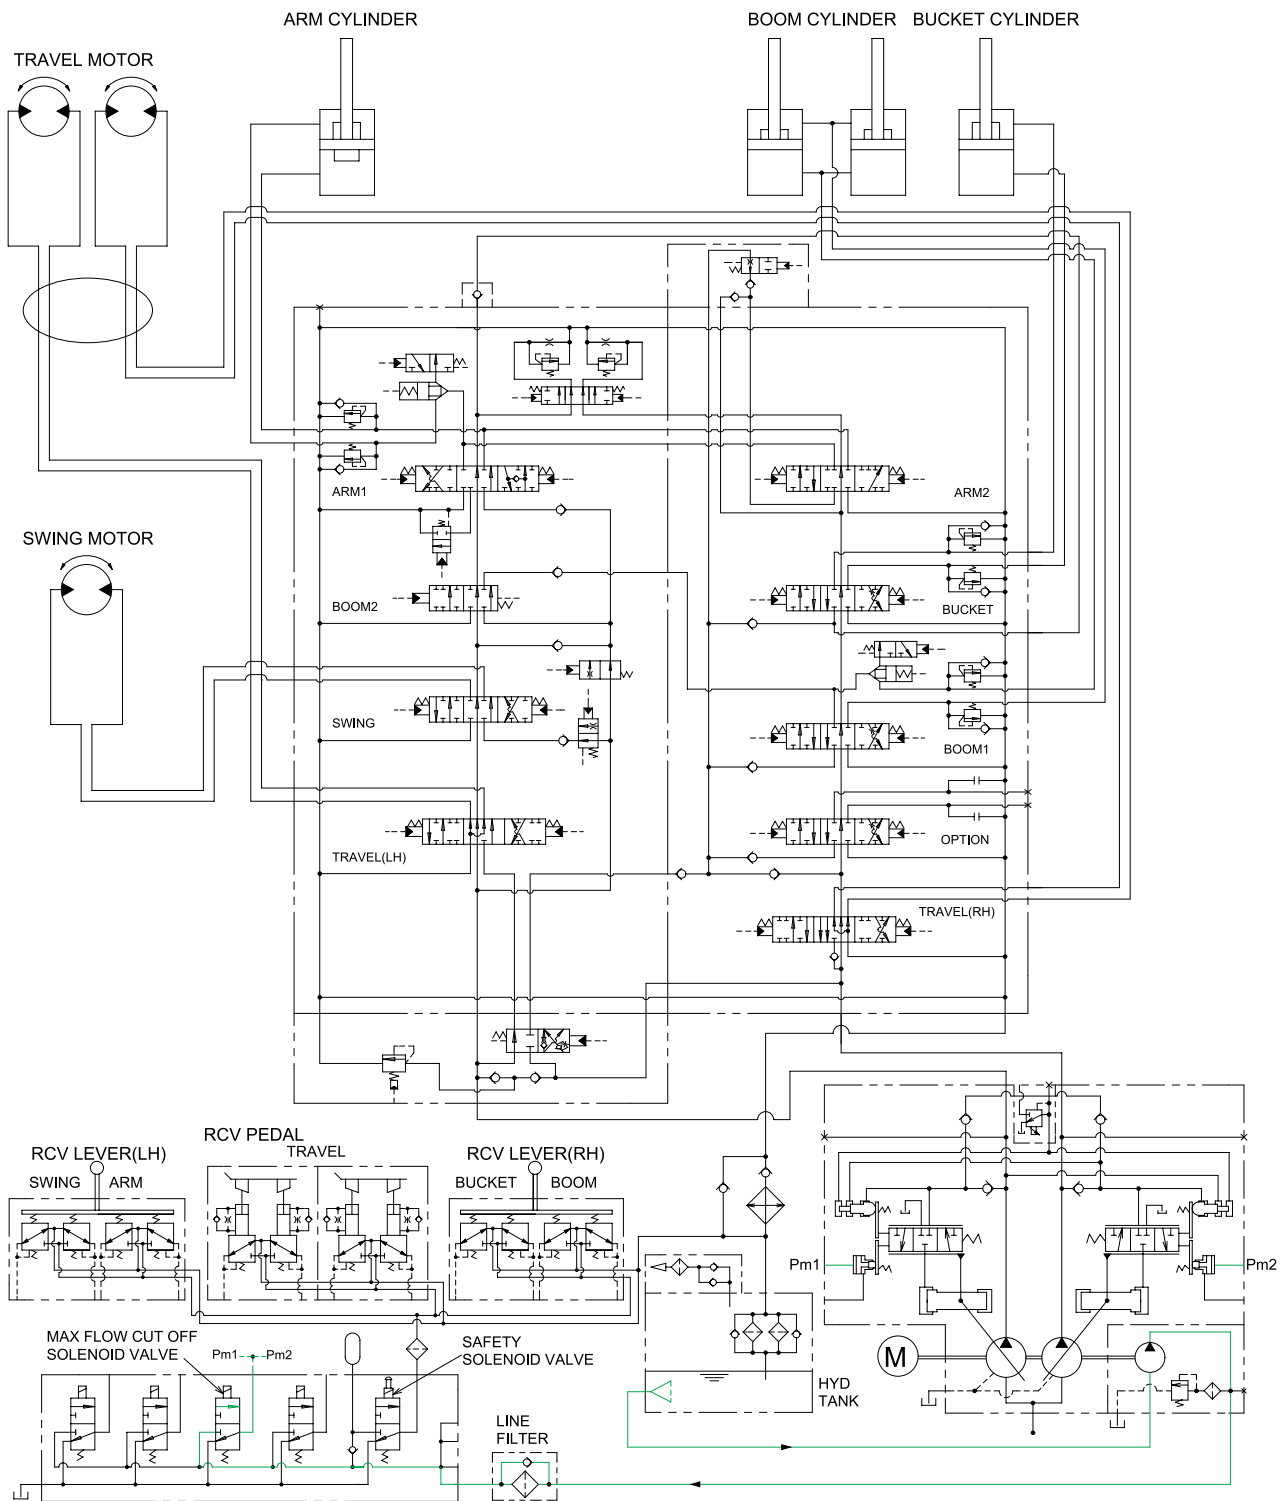 ARM CYLINDER
BOOM CYLINDER
BUCKET CYLINDER
TRAVEL MOTOR
ARM1
ARM2
SWING MOTOR
BOOM2
BUCKET
SWING
BOOM1
OPTION
TRAVEL(LH)
TRAVEL(RH)
RCV LEVER(LH)
SWING ARM
RCV PEDAL
TRAVEL
RCV LEVER(RH)
BUCKET BOOM
Pm1
Pm2
MAX FLOW CUT OFF
SOLENOID VALVE
Pm1
Pm2
SAFETY
SOLENOID VALVE
M
HYD
TANK
LINE
FILTER